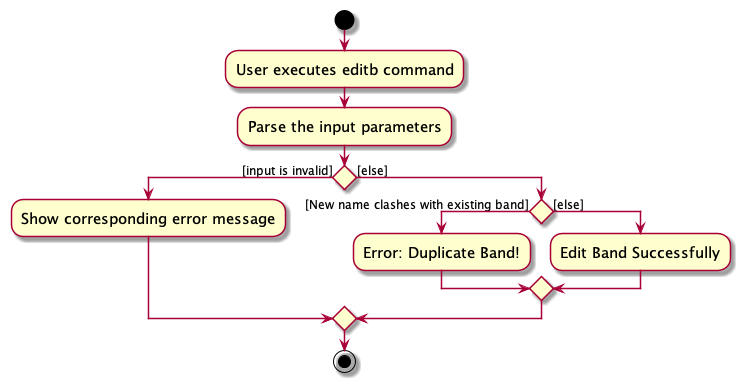 User executes editb command
Parse the input parameters
[input is invalid]
[else]
Show corresponding error message
[New name clashes with existing band]
[else]
Error: Duplicate Band!
Edit Band Successfully